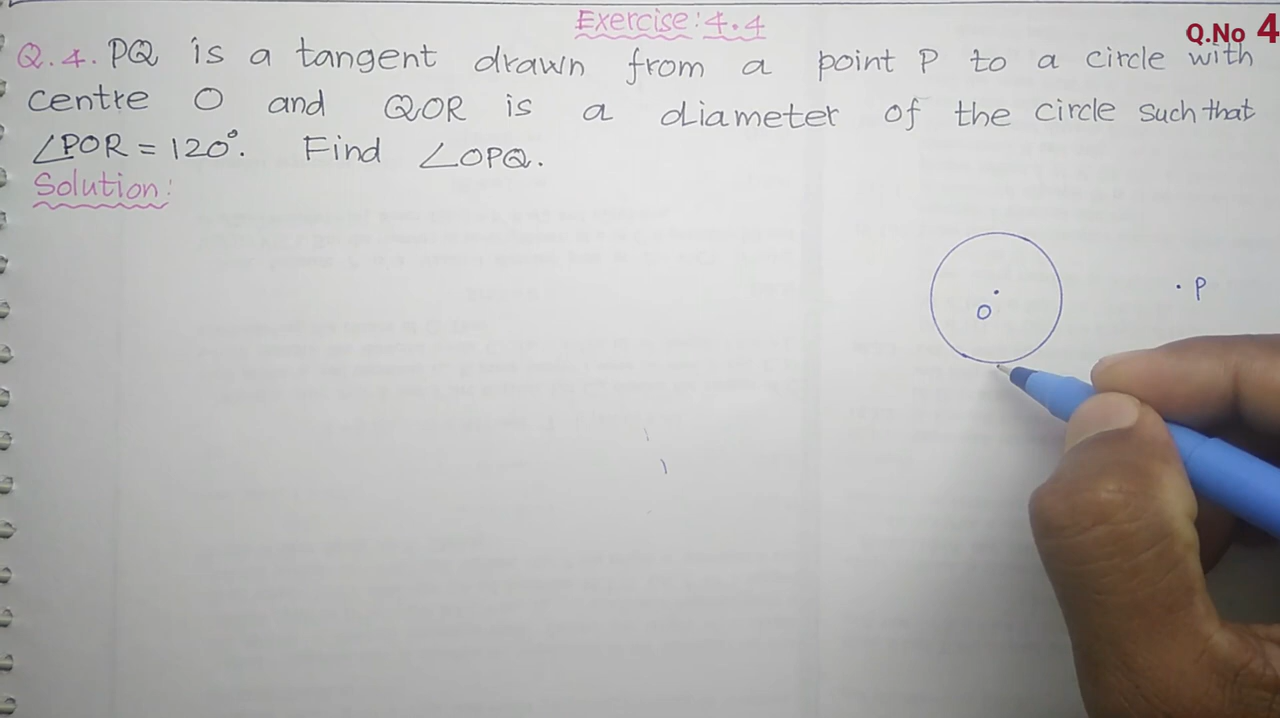 Exercise: 4.4
Q.No 4
Q.4. PQ is a tangent drawn from a point P to a circle with
centre O and QOR is a diameter of the circle such that
∠POR = 120°. Find ∠OPQ.
Solution:
P
O